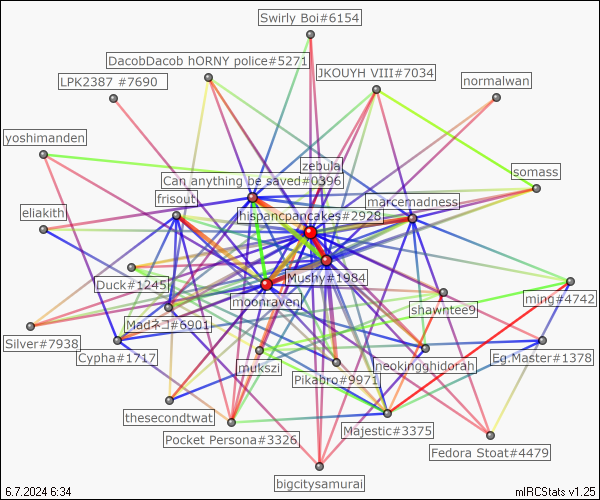 Swirly Boi#6154
DacobDacob hORNY police#5271
JKOUYH VIII#7034
LPK2387 #7690
normalwan
yoshimanden
zebula
somass
Can anything be saved#0396
frisout
marcemadness
eliakith
hispancpancakes#2928
Duck#1245
Mushy#1984
moonraven
ming#4742
shawntee9
Madネコ#6901
Silver#7938
Cypha#1717
mukszi
neokingghidorah
Eg.Master#1378
Pikabro#9971
thesecondtwat
Pocket Persona#3326
Majestic#3375
Fedora Stoat#4479
bigcitysamurai
6.7.2024 6:34
mIRCStats v1.25